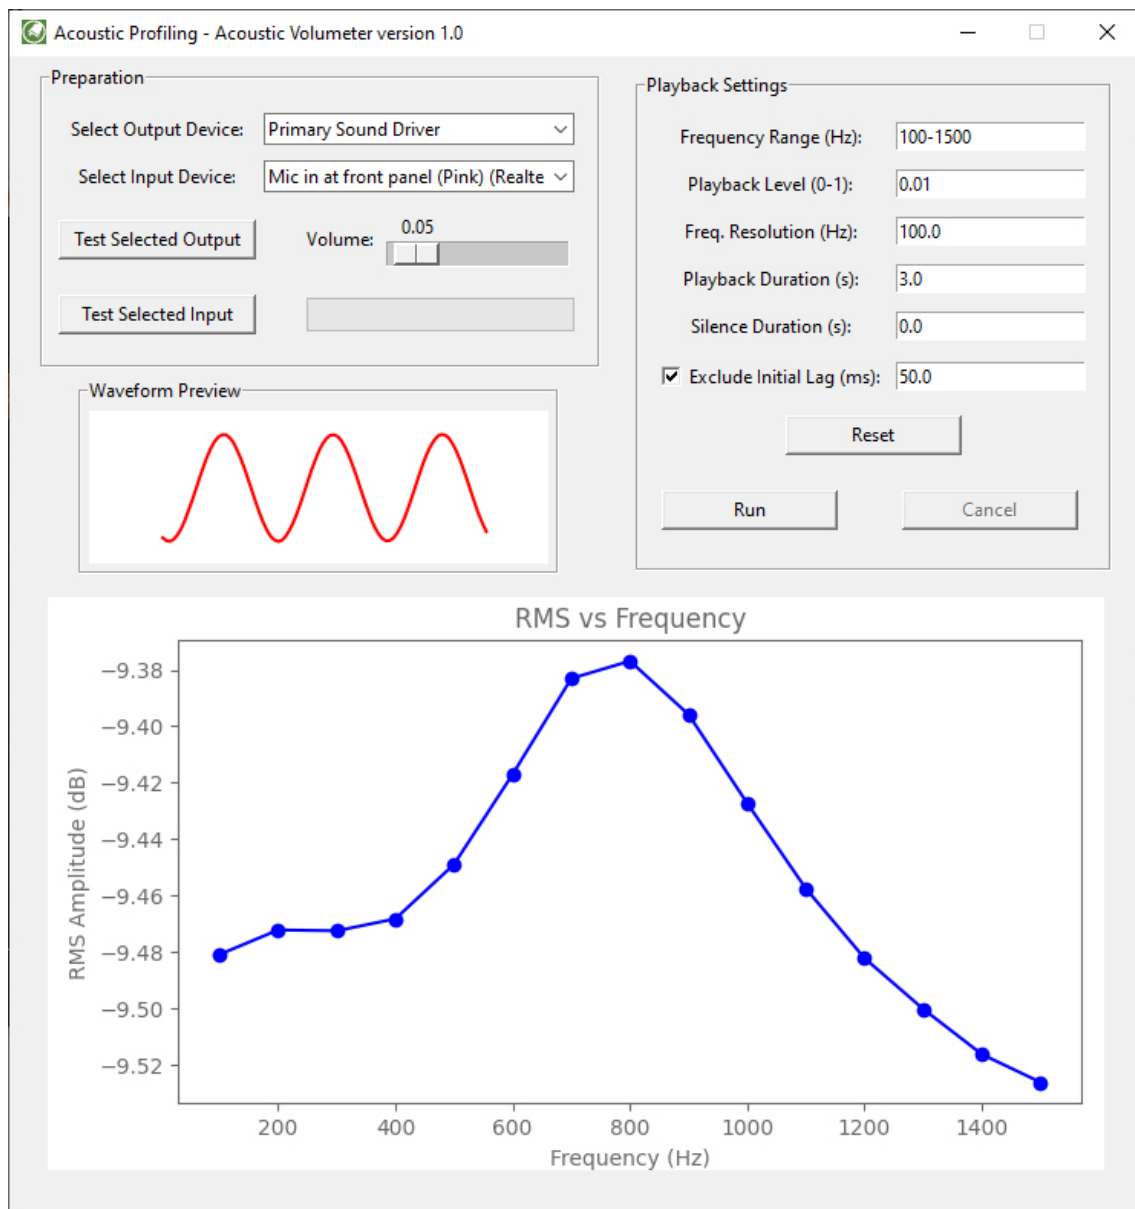 Acoustic Profiling - Acoustic Volumeter version 1.0
Preparation
Select Output Device: Primary Sound Driver
Select Input Device: Mic in at front panel (Pink) (Realte
Test Selected Output
Volume: 0.05
Test Selected Input
Waveform Preview
Playback Settings
Frequency Range (Hz): 100-1500
Playback Level (0-1): 0.01
Freq. Resolution (Hz): 100.0
Playback Duration (s): 3.0
Silence Duration (s): 0.0
Exclude Initial Lag (ms): 50.0
Reset
Run
Cancel
RMS vs Frequency
RMS Amplitude (dB)
−9.38
−9.40
−9.42
−9.44
−9.46
−9.48
−9.50
−9.52
200 400 600 800 1000 1200 1400
Frequency (Hz)